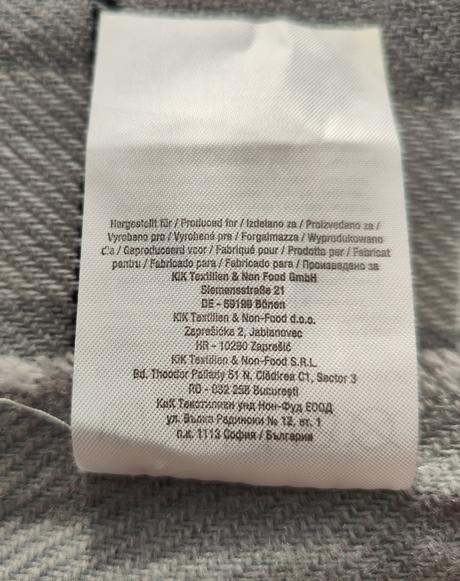 Hergestellt für / Produced for / Izdelano za / Proizvedeno za /
Vyrobeno pro / Vyrobené pre / Forgalmazza / Wyprodukowano
dla / Geproduceerd voor / Fabriqué pour / Prodotto per / Fabricat
pentru / Fabricado para / Fabricado para / Произведено за
KiK Textilien & Non Food GmbH
Siemensstraße 21
DE - 59199 Bönen
KiK Textilien & Non-Food d.o.o.
Zaprešićka 2, Jablanovec
HR - 10290 Zaprešić
KiK Textilien & Non-Food S.R.L.
Bd. Theodor Pallady 51 N, Clădirea C1, Sector 3
RO - 032 258 Bucureşti
КиК Текстилиен унд Нон-Фуд ЕООД
ул. Вълка Радински № 12, ет. 1
п.к. 1113 София / България